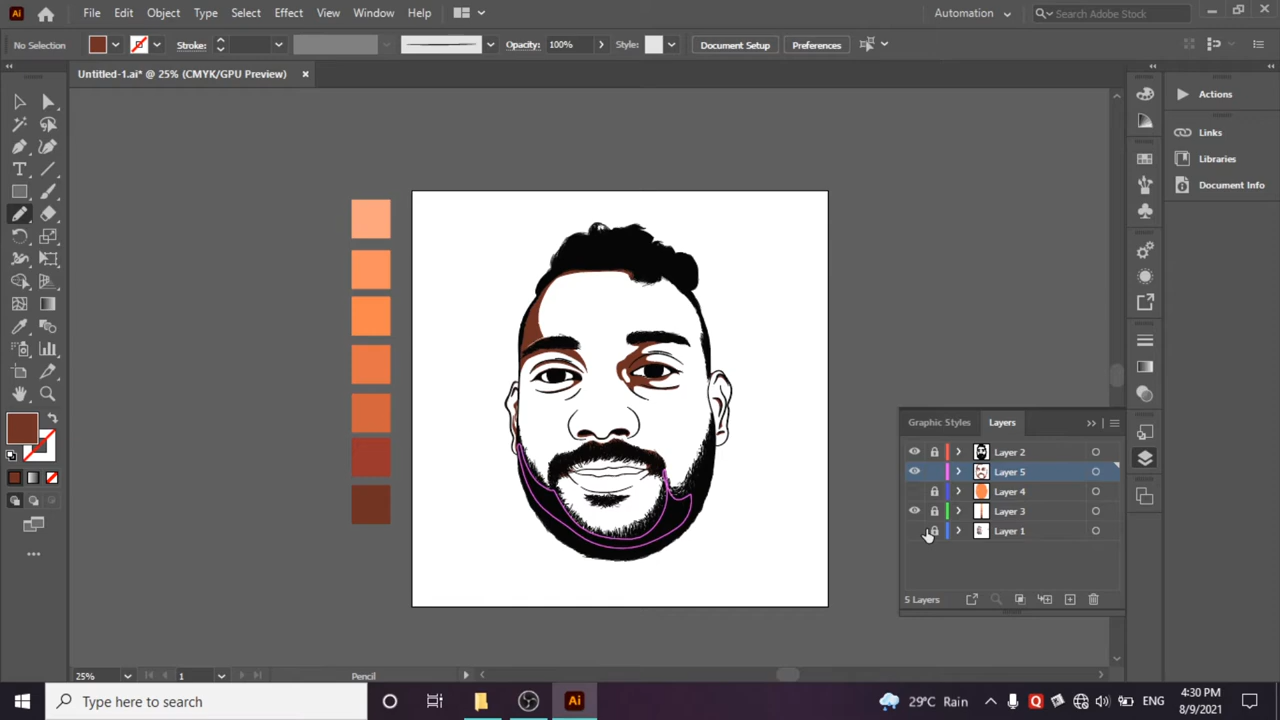 Ai File Edit Object Type Select Effect View Window Help Automation Search Adobe Stock
No Selection Stroke: Opacity: 100% Style: Document Setup Preferences
Untitled-1.ai* @ 25% (CMYK/GPU Preview) ×
Actions
Links
Libraries
Document Info
Graphic Styles Layers
Layer 2
Layer 5
Layer 4
Layer 3
Layer 1
5 Layers
25% 1 Pencil
Type here to search Ai 29°C Rain ENG 4:30 PM
8/9/2021